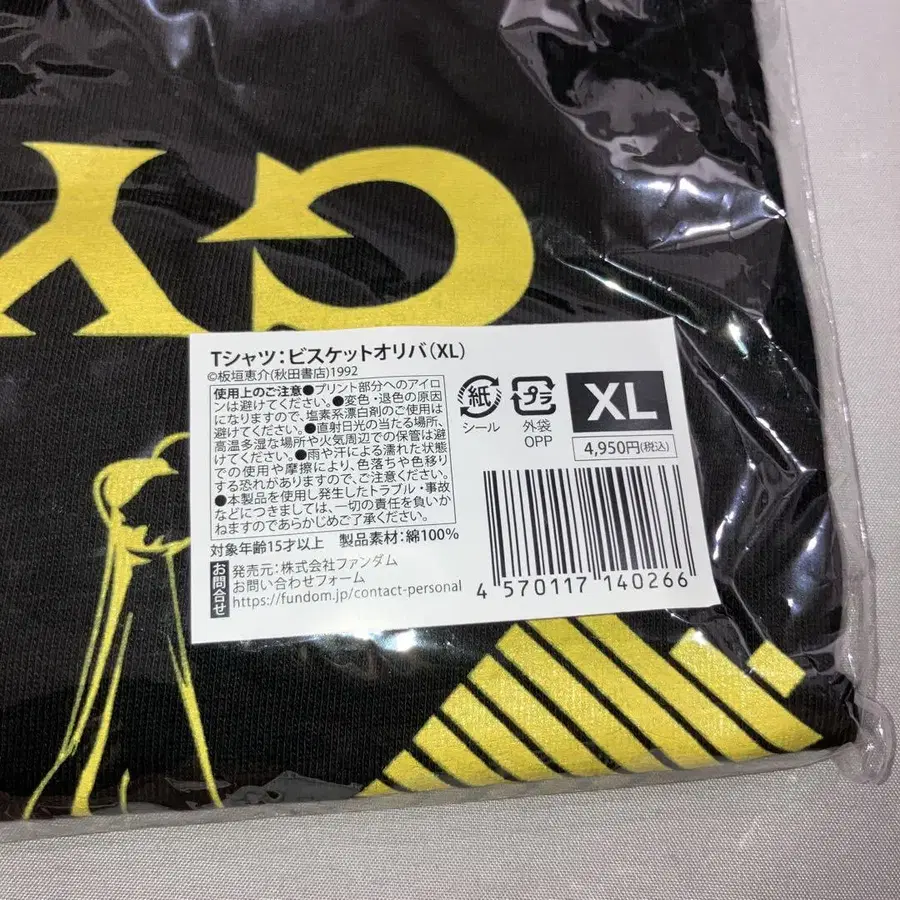 CY
Tシャツ:ビスケットオリバ(XL)
©板垣恵介(秋田書店)1992
使用上のご注意●プリント部分へのアイロ
ンは避けてください。●変色・退色の原因
になりますので、塩素系漂白剤のご使用は
避けてください。●直射日光の当たる場所、
高温多湿な場所や火気周辺での保管は避
けてください。●雨や汗による濡れた状態
での使用や摩擦により、色落ちや色移り
する恐れがありますので、ご注意ください。
●本製品を使用し発生したトラブル・事故
などにつきましては、一切の責任を負いか
ねますのであらかじめご了承ください。
対象年齢15才以上 製品素材:綿100%
お問合せ
発売元:株式会社ファンダム
お問い合わせフォーム
https://fundom.jp/contact-personal
紙
シール
プラ
外袋
OPP
XL
4,950円(税込)
4 570117 140266